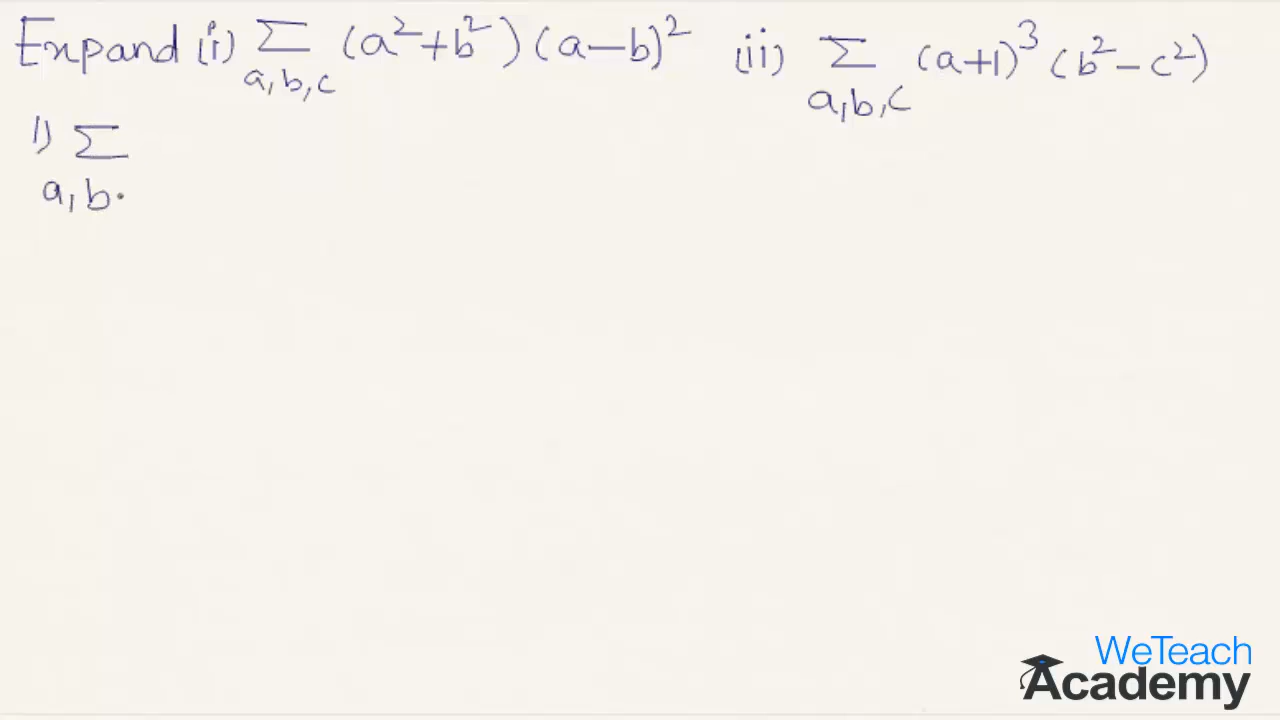 Expand (i) Σ (a²+b²) (a−b)² (ii) Σ (a+1)³ (b²−c²)
a,b,c a,b,c
1) Σ
a,b.
WeTeach
Academy